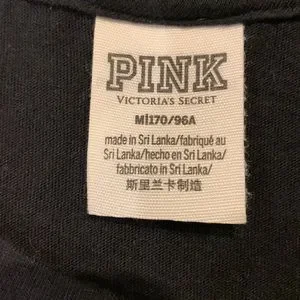 PINK
VICTORIA'S SECRET
M|170/96A
made in Sri Lanka/fabriqué au
Sri Lanka/hecho en Sri Lanka/
fabbricato in Sri Lanka/
斯里兰卡制造